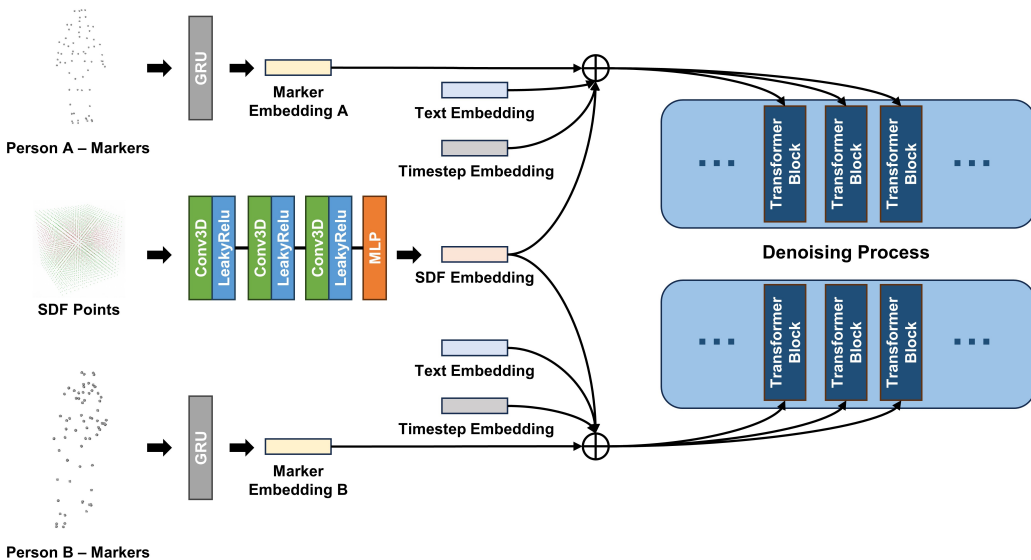 Person A – Markers
GRU
Marker
Embedding A
Text Embedding
Timestep Embedding
Transformer
Block
Transformer
Block
Transformer
Block
...
...
Denoising Process
SDF Points
Conv3D
LeakyRelu
Conv3D
LeakyRelu
Conv3D
LeakyRelu
MLP
SDF Embedding
Text Embedding
Timestep Embedding
Transformer
Block
Transformer
Block
Transformer
Block
...
...
Person B – Markers
GRU
Marker
Embedding B